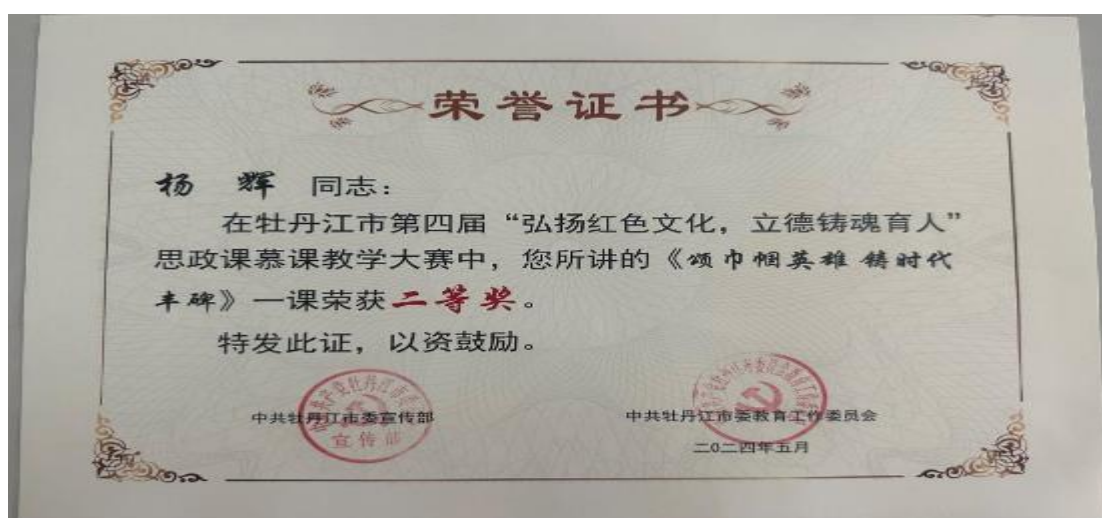 荣誉证书
杨 辉 同志：
在牡丹江市第四届“弘扬红色文化，立德铸魂育人”
思政课慕课教学大赛中，您所讲的《颂巾帼英雄 铸时代
丰碑》一课荣获二等奖。
特发此证，以资鼓励。
中共牡丹江市委宣传部
宣传部
中共牡丹江市委教育工作委员会
二〇二四年五月